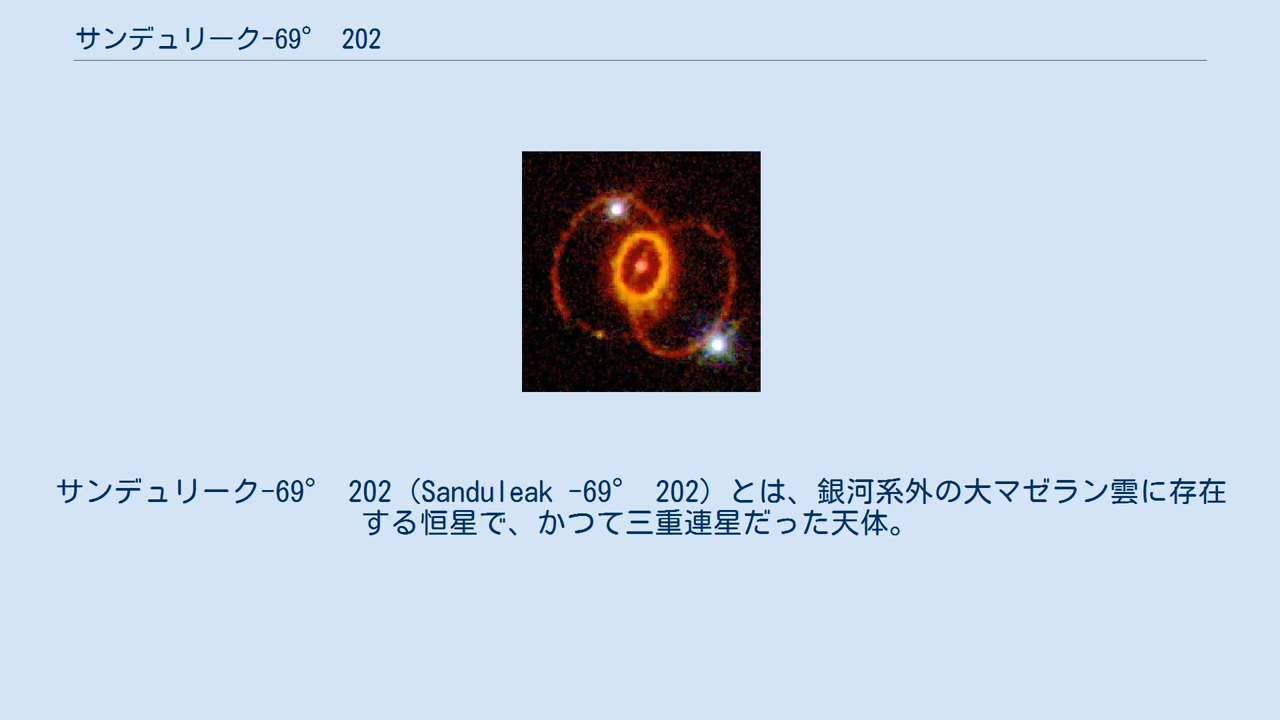 サンデュリーク-69° 202
サンデュリーク-69° 202（Sanduleak -69° 202）とは、銀河系外の大マゼラン雲に存在
する恒星で、かつて三重連星だった天体。